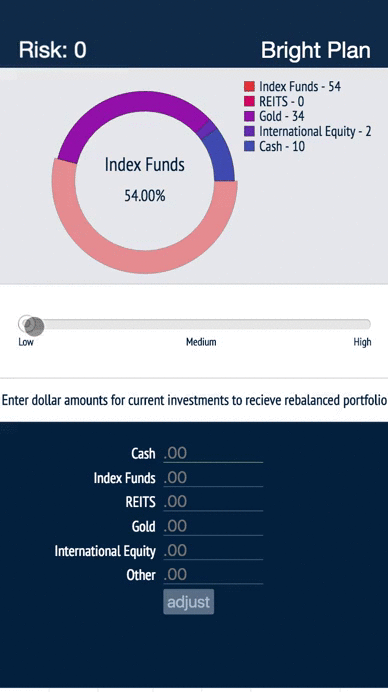 Risk: 0 Bright Plan
Index Funds - 54
REITS - 0
Gold - 34
International Equity - 2
Cash - 10
Index Funds
54.00%
Low Medium High
Enter dollar amounts for current investments to recieve rebalanced portfolio
Cash .00
Index Funds .00
REITS .00
Gold .00
International Equity .00
Other .00
adjust